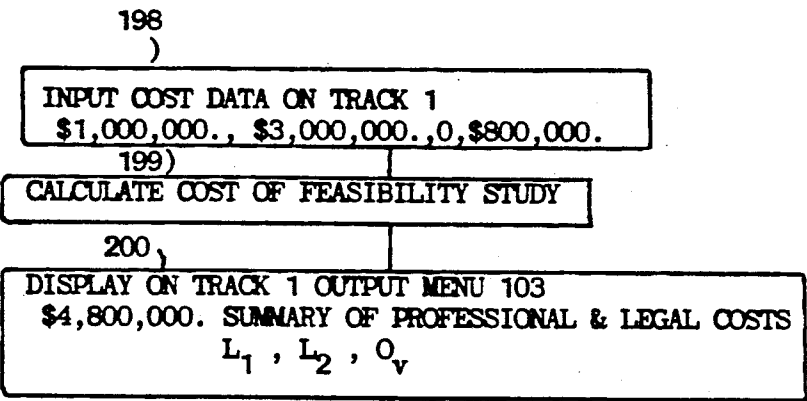 198
)
INPUT COST DATA ON TRACK 1
$1,000,000., $3,000,000.,0,$800,000.
199)
CALCULATE COST OF FEASIBILITY STUDY
200
DISPLAY ON TRACK 1 OUTPUT MENU 103
$4,800,000. SUMMARY OF PROFESSIONAL & LEGAL COSTS
L₁ , L₂ , Oᵥ